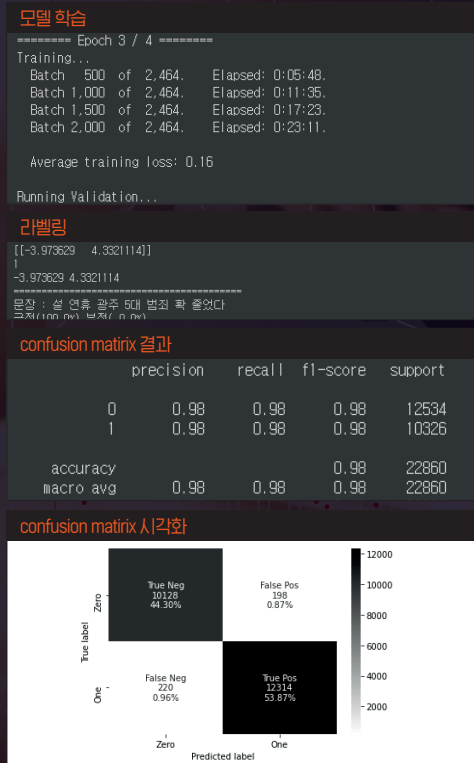 모델 학습
======== Epoch 3 / 4 ========
Training...
Batch 500 of 2,464. Elapsed: 0:05:48.
Batch 1,000 of 2,464. Elapsed: 0:11:35.
Batch 1,500 of 2,464. Elapsed: 0:17:23.
Batch 2,000 of 2,464. Elapsed: 0:23:11.
Average training loss: 0.16
Running Validation...
라벨링
[[-3.973629 4.3321114]]
1
-3.973629 4.3321114
========================================
문장 : 설 연휴 광주 5대 범죄 확 줄었다
긍정(100.0%) 부정( 0.0%)
confusion matirix 결과
precision recall f1-score support
0 0.98 0.98 0.98 12534
1 0.98 0.98 0.98 10326
accuracy 0.98 22860
macro avg 0.98 0.98 0.98 22860
confusion matirix 시각화
True label
Zero
One
True Neg
10128
44.30%
False Pos
198
0.87%
False Neg
220
0.96%
True Pos
12314
53.87%
Zero
One
Predicted label
12000
10000
8000
6000
4000
2000